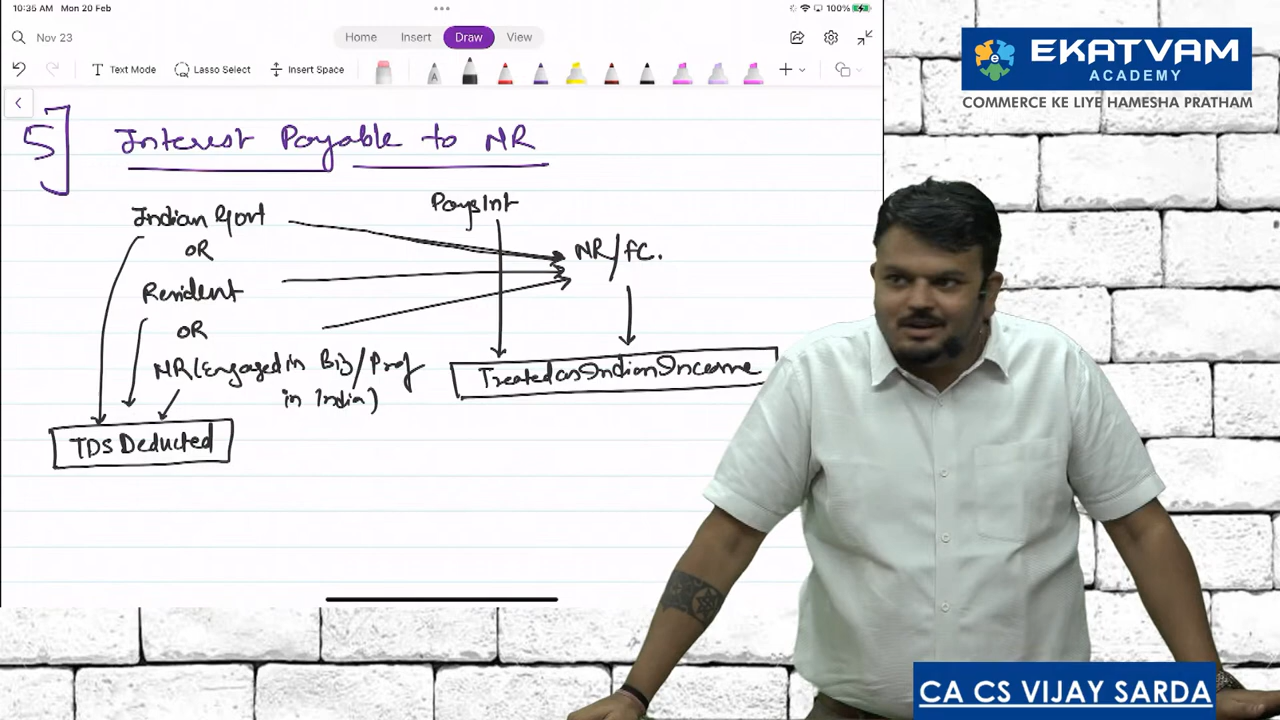 10:35 AM Mon 20 Feb
100%
Nov 23
Home Insert Draw View
Text Mode
Lasso Select
Insert Space
5] Interest Payable to NR
Pays Int
Indian Govt
OR
NR/FC.
Resident
OR
NR (Engaged in Biz/Prof
in India)
Treated as Indian Income
TDS Deducted
EKATVAM
ACADEMY
COMMERCE KE LIYE HAMESHA PRATHAM
CA CS VIJAY SARDA